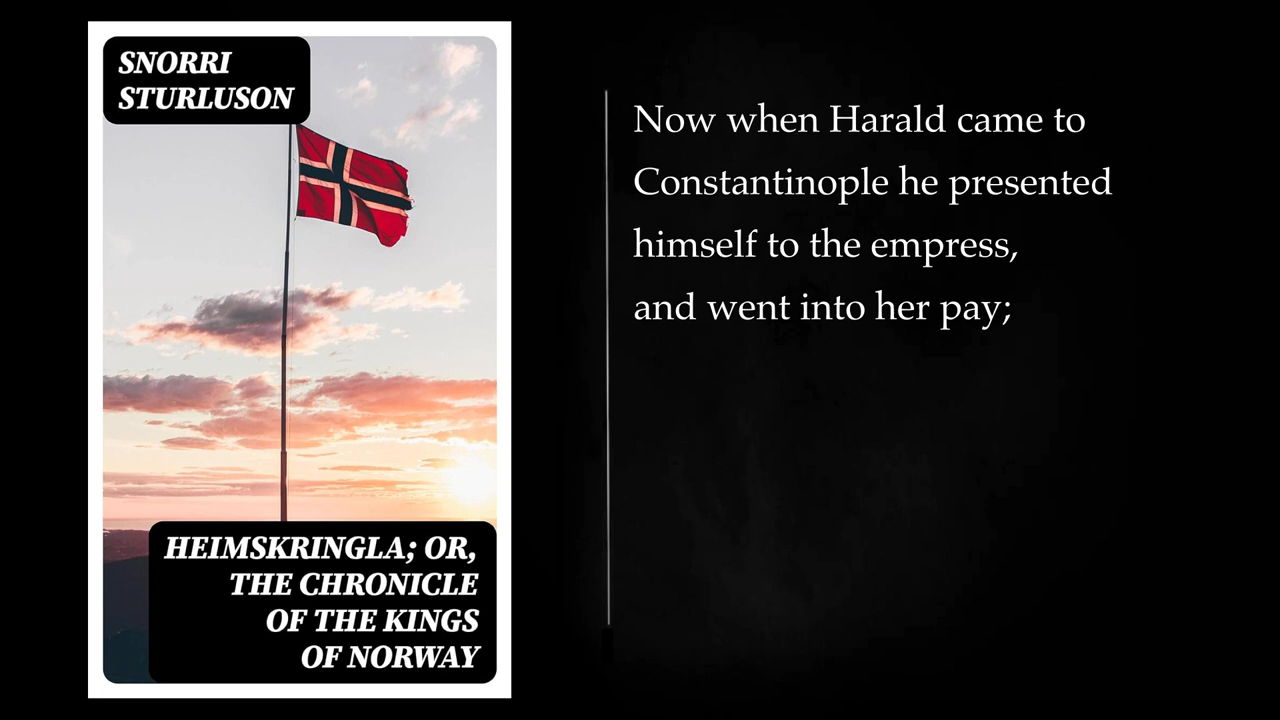 SNORRI
STURLUSON
HEIMSKRINGLA; OR,
THE CHRONICLE
OF THE KINGS
OF NORWAY
Now when Harald came to
Constantinople he presented
himself to the empress,
and went into her pay;